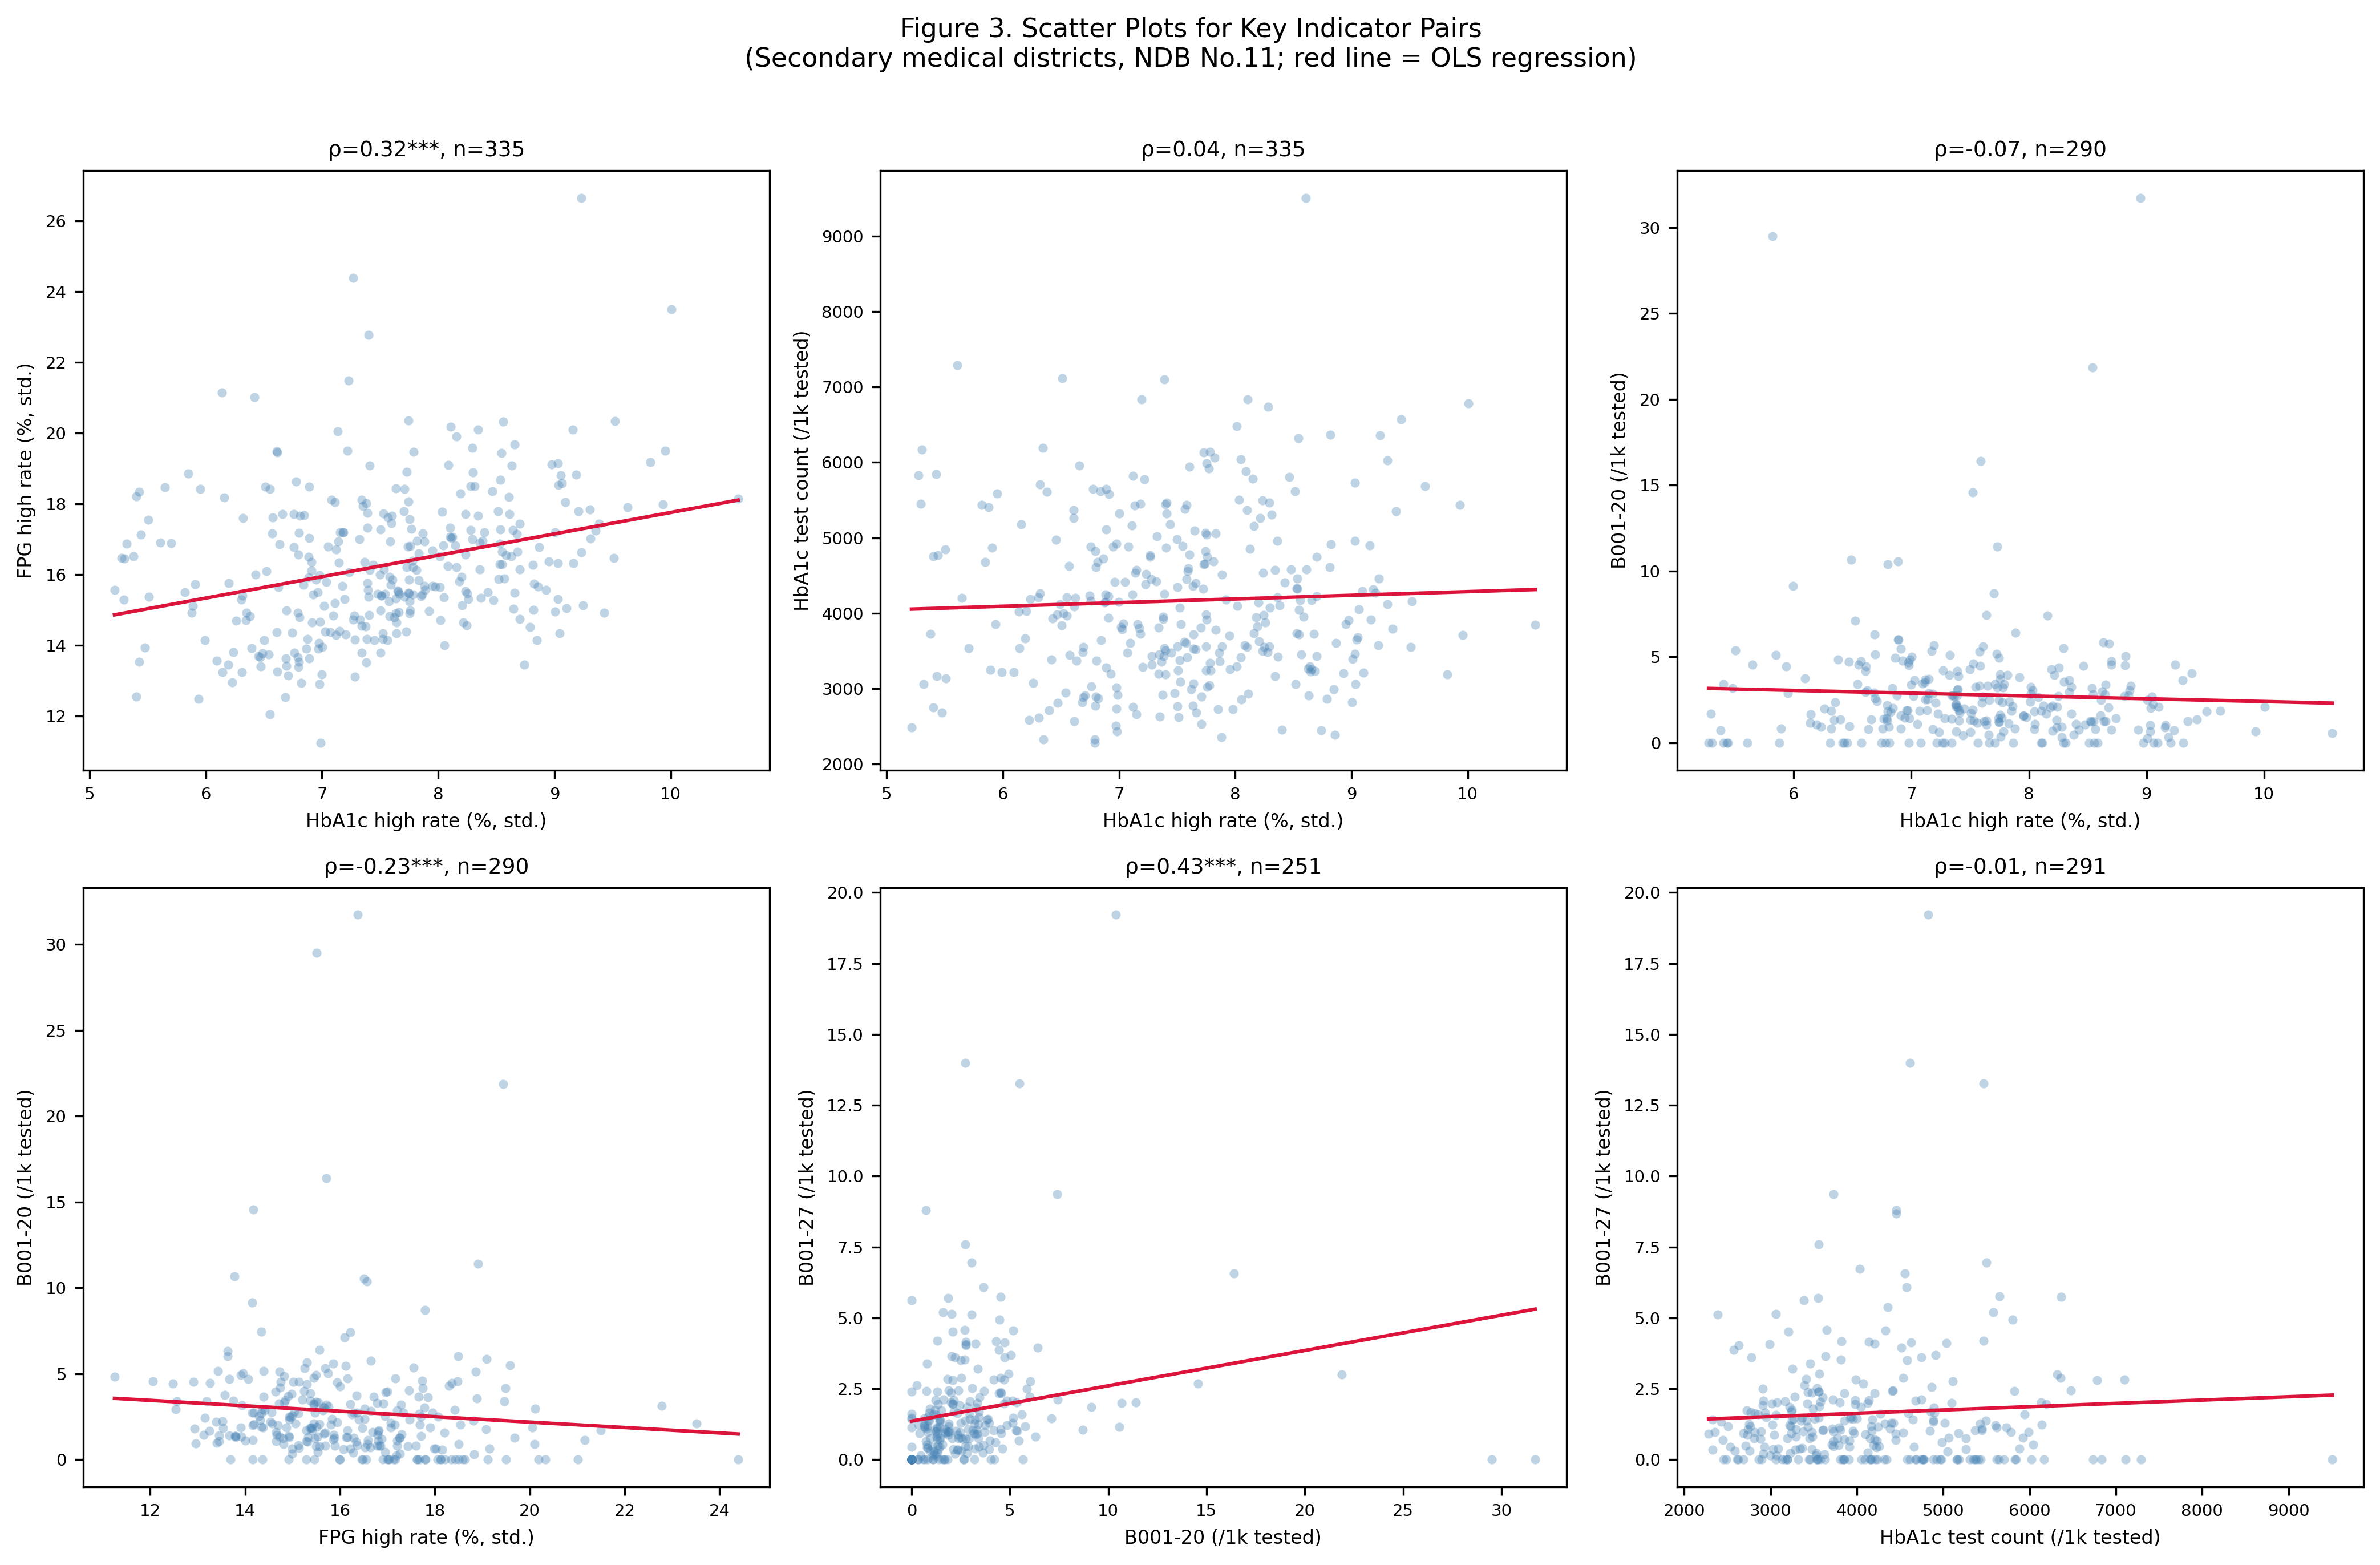 Figure 3. Scatter Plots for Key Indicator Pairs
(Secondary medical districts, NDB No.11; red line = OLS regression)
ρ=0.32***, n=335
FPG high rate (%, std.)
26
24
22
20
18
16
14
12
5 6 7 8 9 10
HbA1c high rate (%, std.)
ρ=0.04, n=335
HbA1c test count (/1k tested)
9000
8000
7000
6000
5000
4000
3000
2000
5 6 7 8 9 10
HbA1c high rate (%, std.)
ρ=-0.07, n=290
B001-20 (/1k tested)
30
25
20
15
10
5
0
6 7 8 9 10
HbA1c high rate (%, std.)
ρ=-0.23***, n=290
B001-20 (/1k tested)
30
25
20
15
10
5
0
12 14 16 18 20 22 24
FPG high rate (%, std.)
ρ=0.43***, n=251
B001-27 (/1k tested)
20.0
17.5
15.0
12.5
10.0
7.5
5.0
2.5
0.0
0 5 10 15 20 25 30
B001-20 (/1k tested)
ρ=-0.01, n=291
B001-27 (/1k tested)
20.0
17.5
15.0
12.5
10.0
7.5
5.0
2.5
0.0
2000 3000 4000 5000 6000 7000 8000 9000
HbA1c test count (/1k tested)